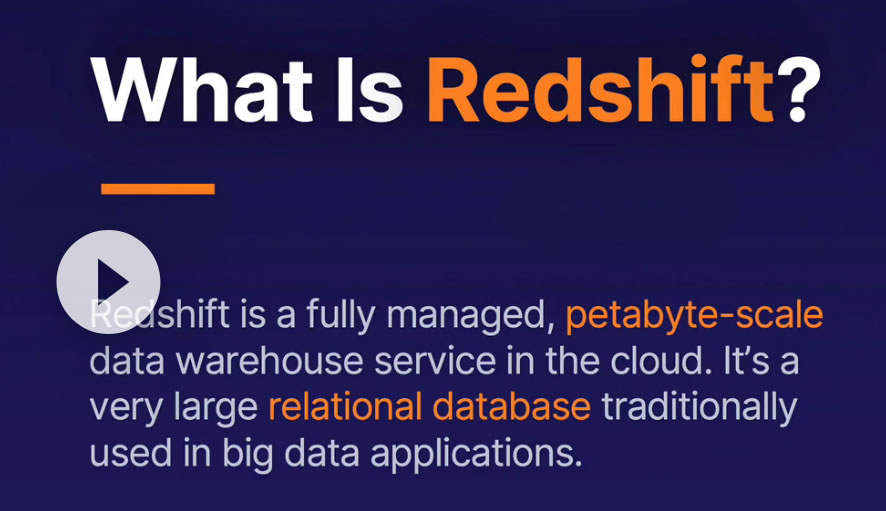 What Is Redshift?
Redshift is a fully managed, petabyte-scale
data warehouse service in the cloud. It’s a
very large relational database traditionally
used in big data applications.